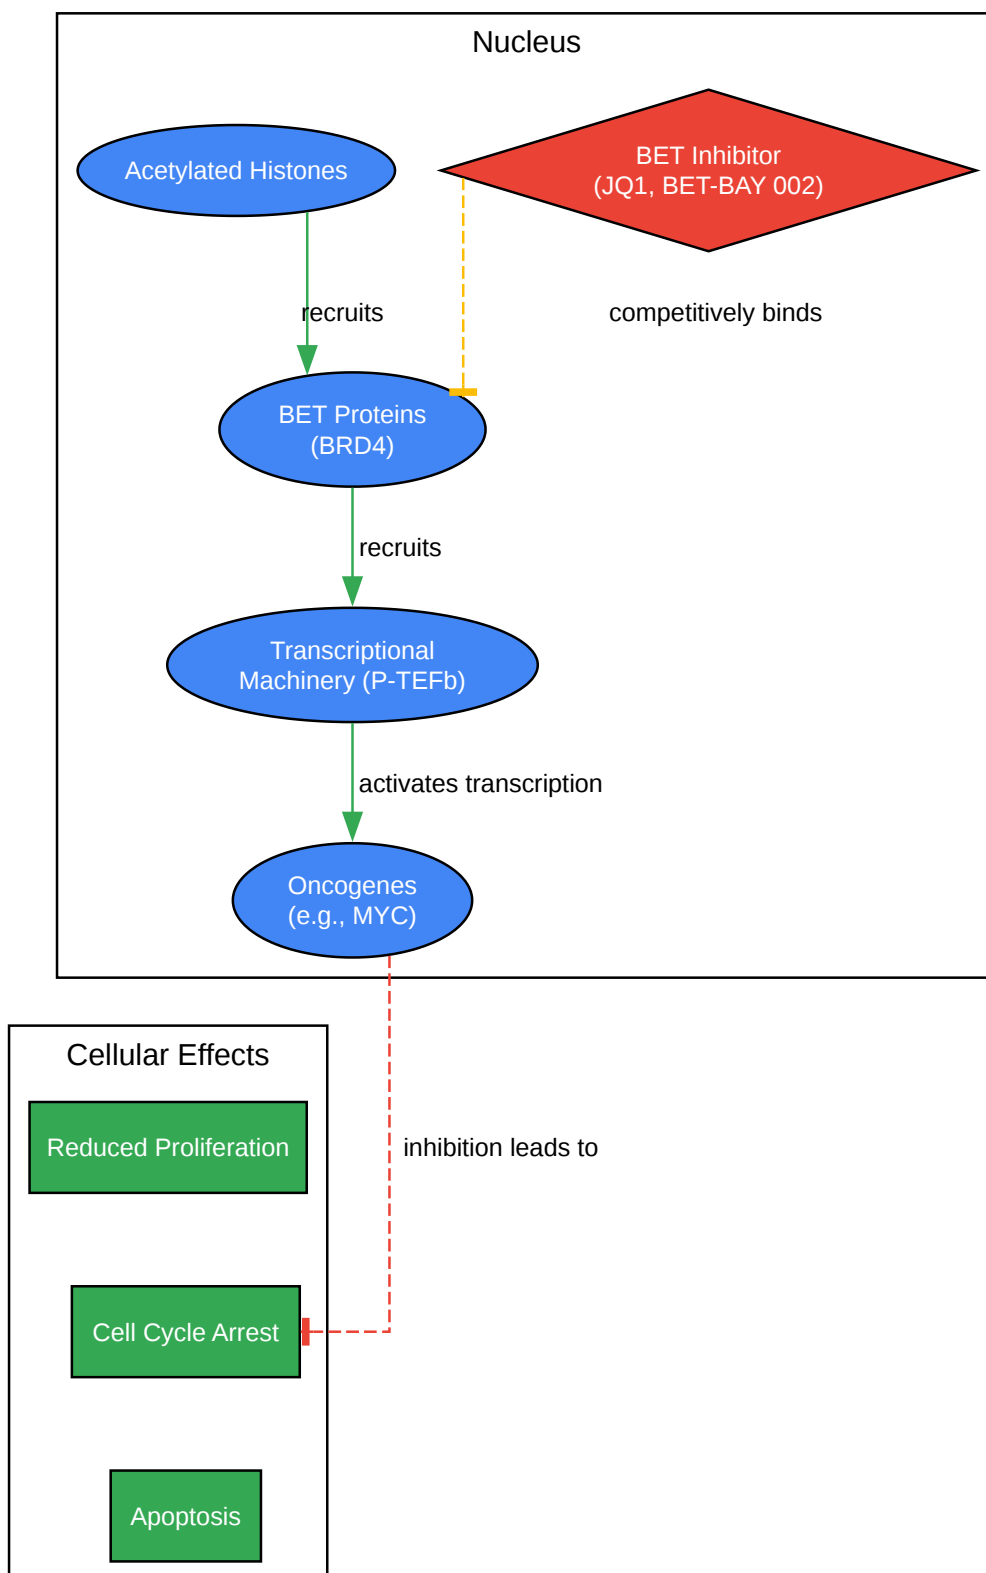 Nucleus
Acetylated Histones
BET Inhibitor
(JQ1, BET-BAY 002)
recruits
competitively binds
BET Proteins
(BRD4)
recruits
Transcriptional
Machinery (P-TEFb)
activates transcription
Oncogenes
(e.g., MYC)
Cellular Effects
Reduced Proliferation
inhibition leads to
Cell Cycle Arrest
Apoptosis